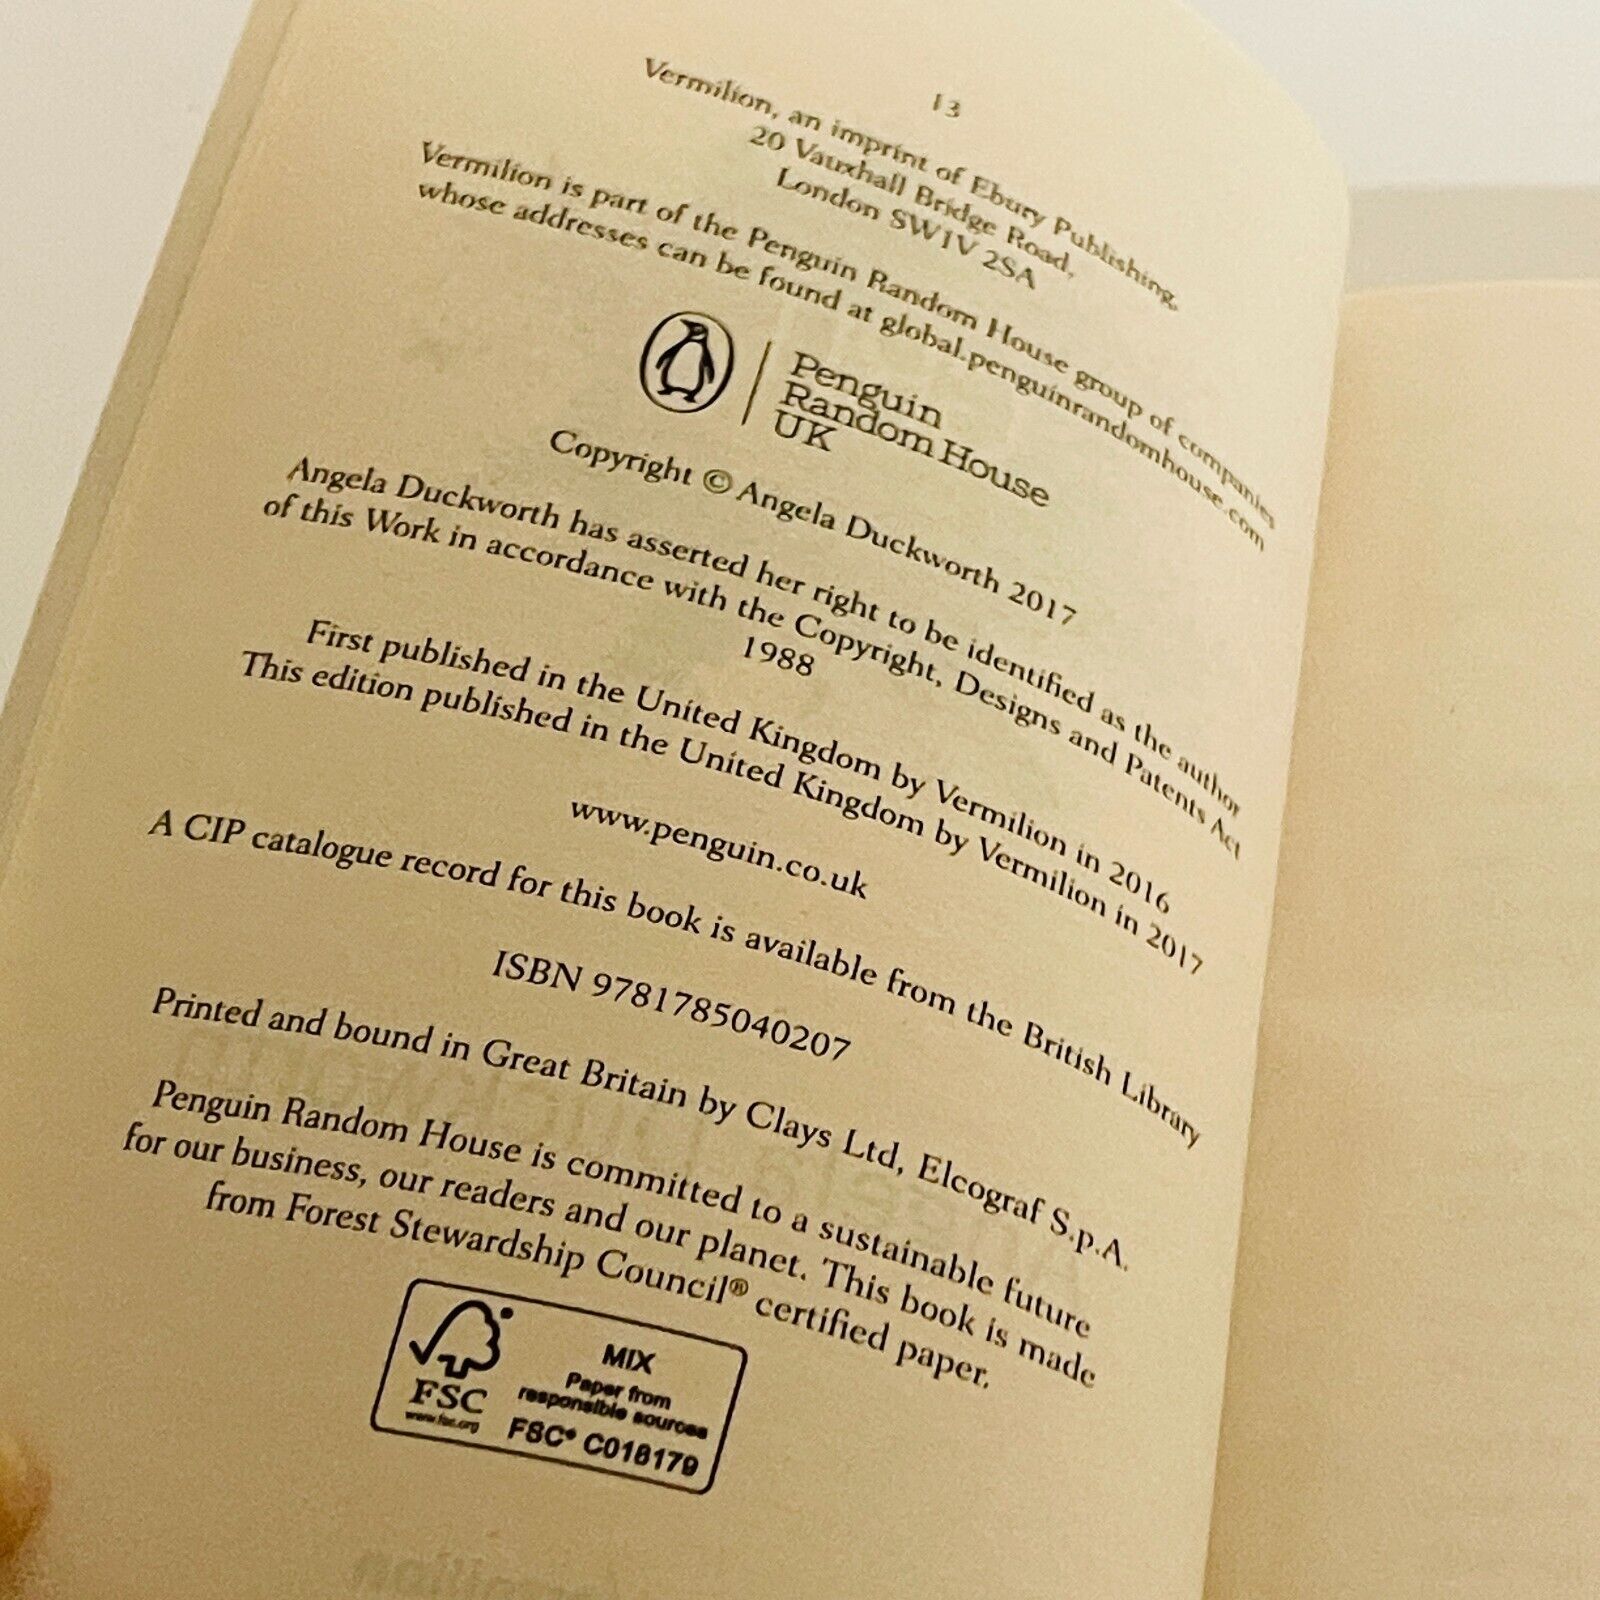 13
Vermilion, an imprint of Ebury Publishing,
20 Vauxhall Bridge Road,
London SW1V 2SA
Vermilion is part of the Penguin Random House group of companies
whose addresses can be found at global.penguinrandomhouse.com
Penguin
Random House
UK
Copyright © Angela Duckworth 2017
Angela Duckworth has asserted her right to be identified as the author
of this Work in accordance with the Copyright, Designs and Patents Act
1988
First published in the United Kingdom by Vermilion in 2016
This edition published in the United Kingdom by Vermilion in 2017
www.penguin.co.uk
A CIP catalogue record for this book is available from the British Library
ISBN 9781785040207
Printed and bound in Great Britain by Clays Ltd, Elcograf S.p.A.
Penguin Random House is committed to a sustainable future
for our business, our readers and our planet. This book is made
from Forest Stewardship Council® certified paper.
FSC
www.fsc.org
MIX
Paper from
responsible sources
FSC® C018179